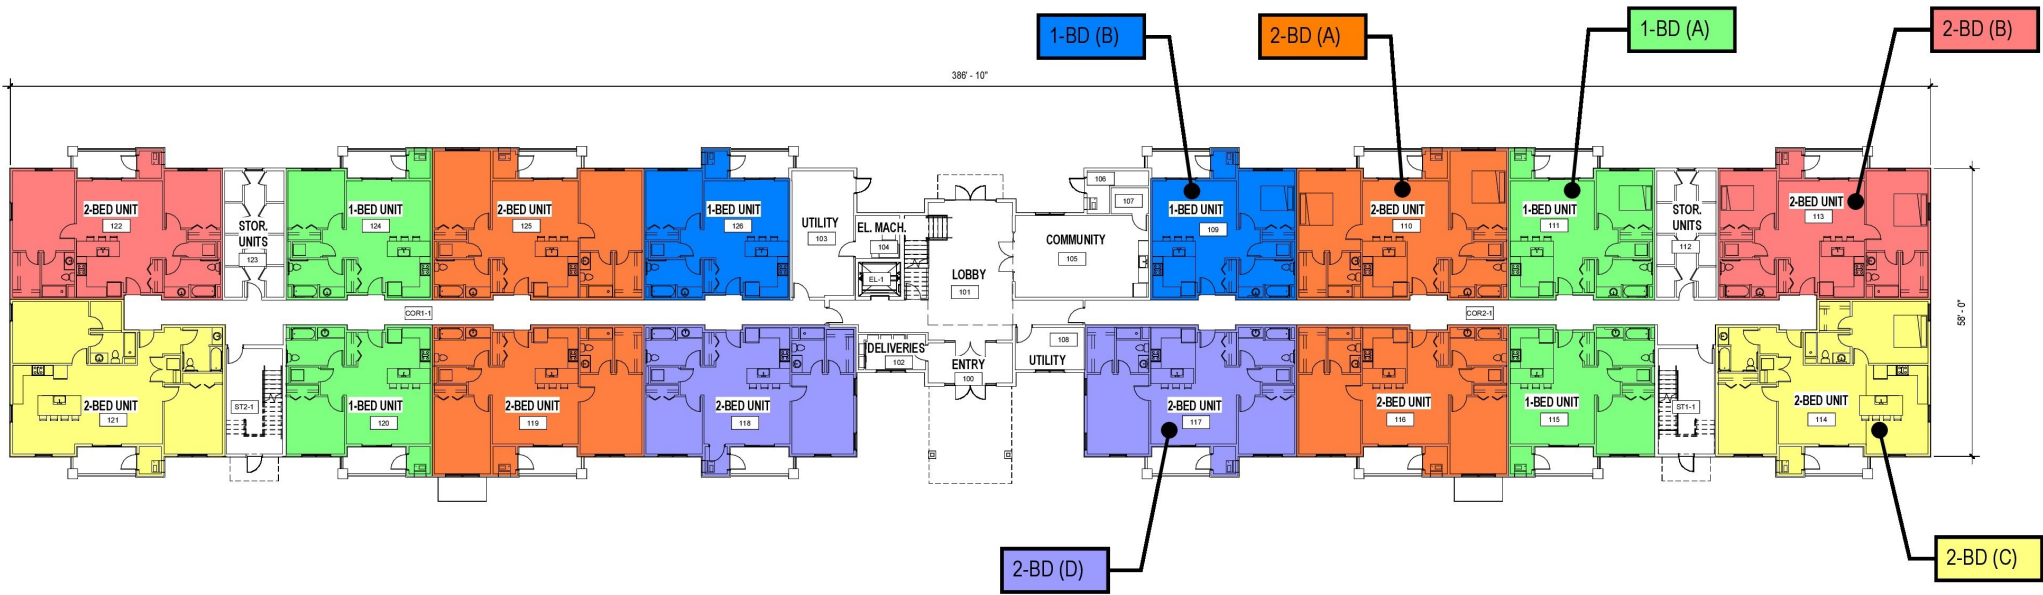 1-BD (B)
2-BD (A)
1-BD (A)
2-BD (B)
386' - 10"
2-BED UNIT
122
STOR.
UNITS
123
1-BED UNIT
124
2-BED UNIT
125
1-BED UNIT
126
UTILITY
103
EL. MACH.
104
EL-1
LOBBY
101
COMMUNITY
105
106
107
1-BED UNIT
109
2-BED UNIT
110
1-BED UNIT
111
STOR.
UNITS
112
2-BED UNIT
113
COR1-1
COR2-1
58' - 0"
2-BED UNIT
121
ST2-1
1-BED UNIT
120
2-BED UNIT
119
2-BED UNIT
118
DELIVERIES
102
ENTRY
100
108
UTILITY
2-BED UNIT
117
2-BED UNIT
116
1-BED UNIT
115
ST1-1
2-BED UNIT
114
2-BD (D)
2-BD (C)